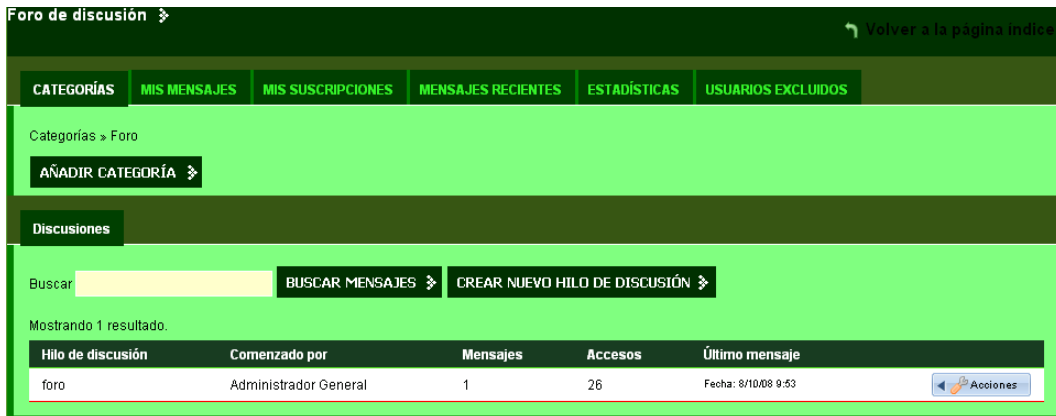 Foro de discusión
Volver a la página índice
CATEGORÍAS MIS MENSAJES MIS SUSCRIPCIONES MENSAJES RECIENTES ESTADÍSTICAS USUARIOS EXCLUIDOS
Categorías » Foro
AÑADIR CATEGORÍA
Discusiones
Buscar BUSCAR MENSAJES CREAR NUEVO HILO DE DISCUSIÓN
Mostrando 1 resultado.
Hilo de discusión Comenzado por Mensajes Accesos Último mensaje
foro Administrador General 1 26 Fecha: 8/10/08 9:53 Acciones